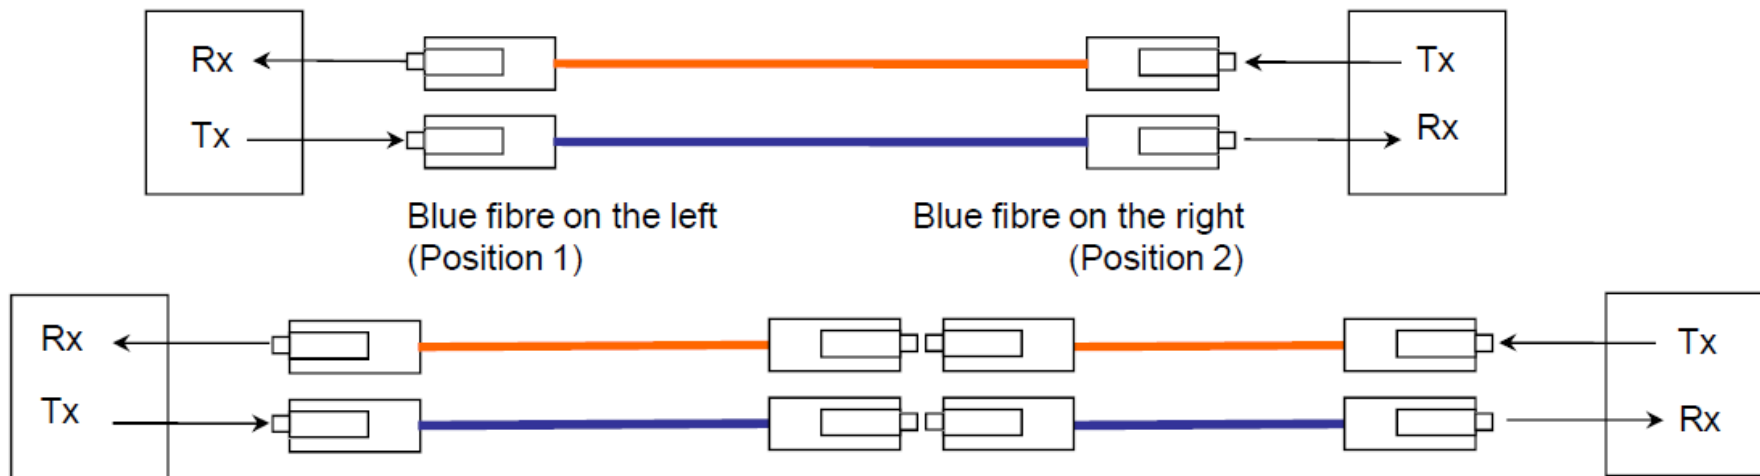 Rx
Tx
Tx
Rx
Blue fibre on the left
(Position 1)
Blue fibre on the right
(Position 2)
Rx
Tx
Tx
Rx